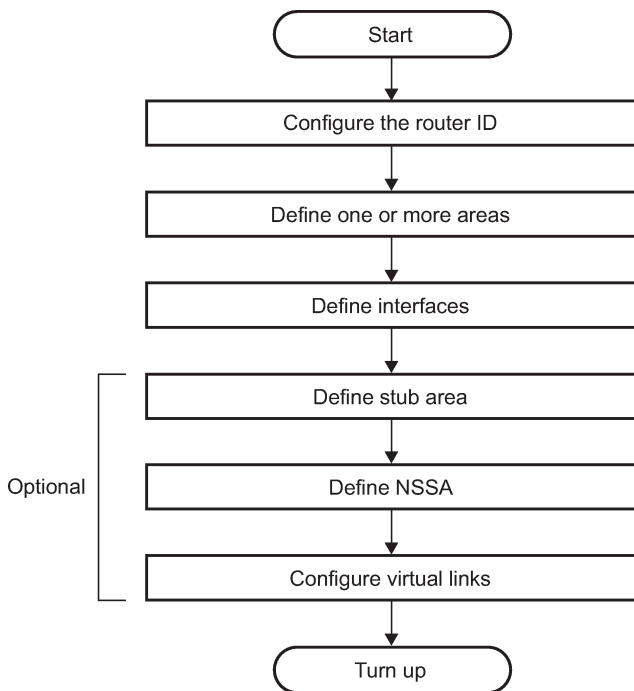 Start
Configure the router ID
Define one or more areas
Define interfaces
Define stub area
Optional
Define NSSA
Configure virtual links
Turn up